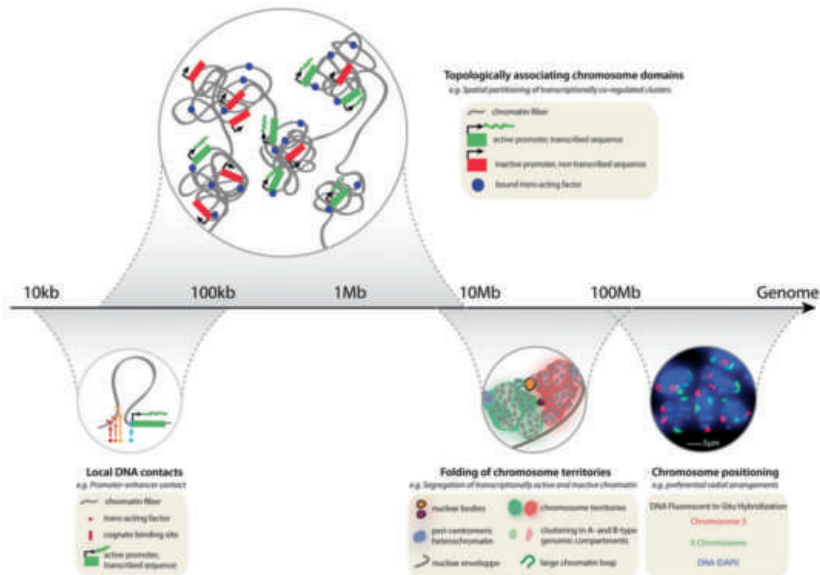 Topologically associating chromosome domains
e.g. Spatial partitioning of transcriptionally co-regulated clusters
chromatin fiber
active promoter, transcribed sequence
inactive promoter, non transcribed sequence
bound trans-acting factor
10kb 100kb 1Mb 10Mb 100Mb Genome
5µm
Local DNA contacts
e.g. Promoter-enhancer contact
chromatin fiber
trans-acting factor
cognate binding site
active promoter,
transcribed sequence
Folding of chromosome territories
e.g. Segregation of transcriptionally active and inactive chromatin
nuclear bodies
chromosome territories
peri-centromeric
heterochromatin
clustering in A- and B-type
genomic compartments
nuclear enveloppe
large chromatin loop
Chromosome positioning
e.g. preferential radial arrangements
DNA Fluorescent In-Situ Hybridization
Chromosome 3
X Chromosome
DNA (DAPI)